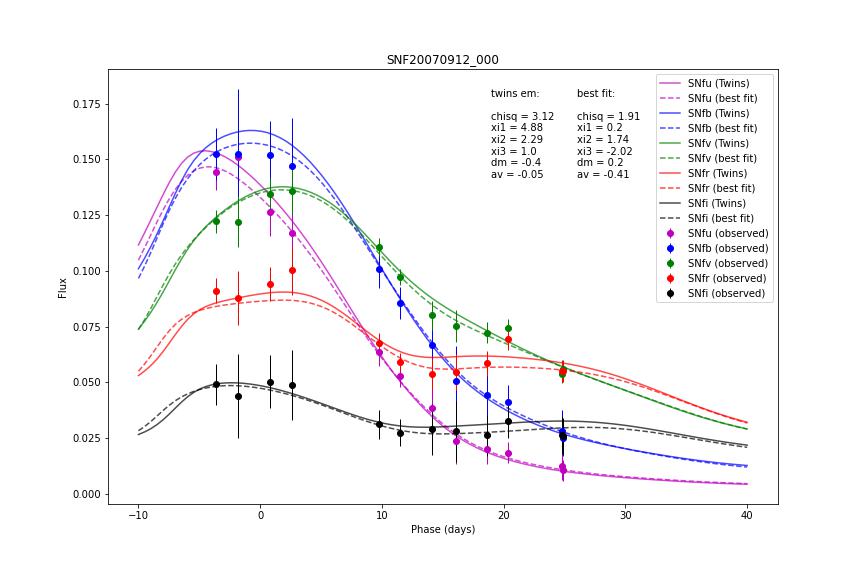 SNF20070912_000
twins em: best fit:
chisq = 3.12 chisq = 1.91
xi1 = 4.88 xi1 = 0.2
xi2 = 2.29 xi2 = 1.74
xi3 = 1.0 xi3 = -2.02
dm = -0.4 dm = 0.2
av = -0.05 av = -0.41
SNfu (Twins)
SNfu (best fit)
SNfb (Twins)
SNfb (best fit)
SNfv (Twins)
SNfv (best fit)
SNfr (Twins)
SNfr (best fit)
SNfi (Twins)
SNfi (best fit)
SNfu (observed)
SNfb (observed)
SNfv (observed)
SNfr (observed)
SNfi (observed)
Flux
0.175
0.150
0.125
0.100
0.075
0.050
0.025
0.000
−10 0 10 20 30 40
Phase (days)